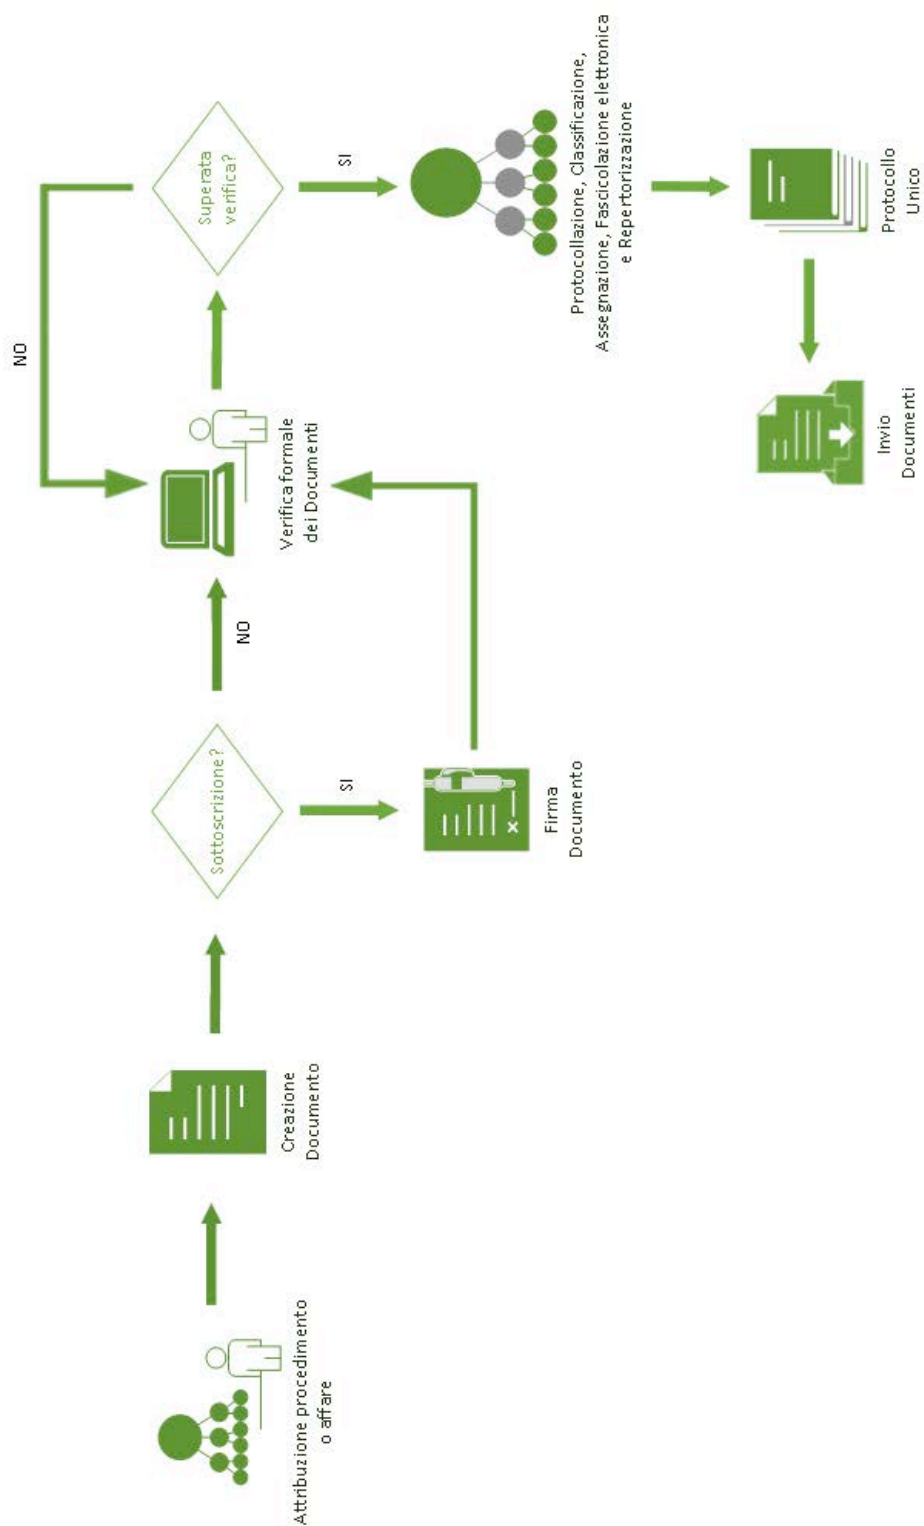 Attribuzione procedimento
o affare
Creazione
Documento
Sottoscrizione?
SI
Firma
Documento
NO
Verifica formale
dei Documenti
NO
Superata
verifica?
SI
Protocollazione, Classificazione,
Assegnazione, Fascicolazione elettronica
e Repertorizzazione
Protocollo
Unico
Invio
Documenti